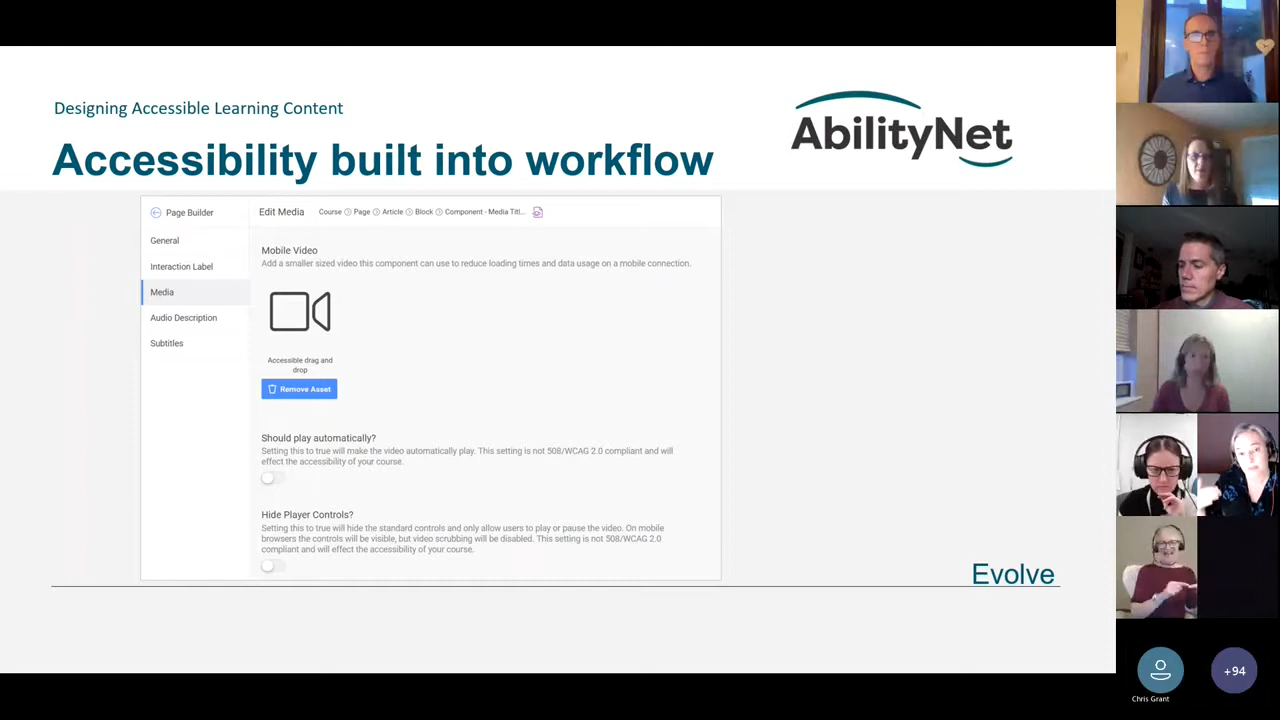 Designing Accessible Learning Content
Accessibility built into workflow
AbilityNet
Page Builder
General
Interaction Label
Media
Audio Description
Subtitles
Edit Media
Course Page Article Block Component - Media Titl...
Mobile Video
Add a smaller sized video this component can use to reduce loading times and data usage on a mobile connection.
Accessible drag and
drop
Remove Asset
Should play automatically?
Setting this to true will make the video automatically play. This setting is not 508/WCAG 2.0 compliant and will
effect the accessibility of your course.
Hide Player Controls?
Setting this to true will hide the standard controls and only allow users to play or pause the video. On mobile
browsers the controls will be visible, but video scrubbing will be disabled. This setting is not 508/WCAG 2.0
compliant and will effect the accessibility of your course.
Evolve
Chris Grant
+94